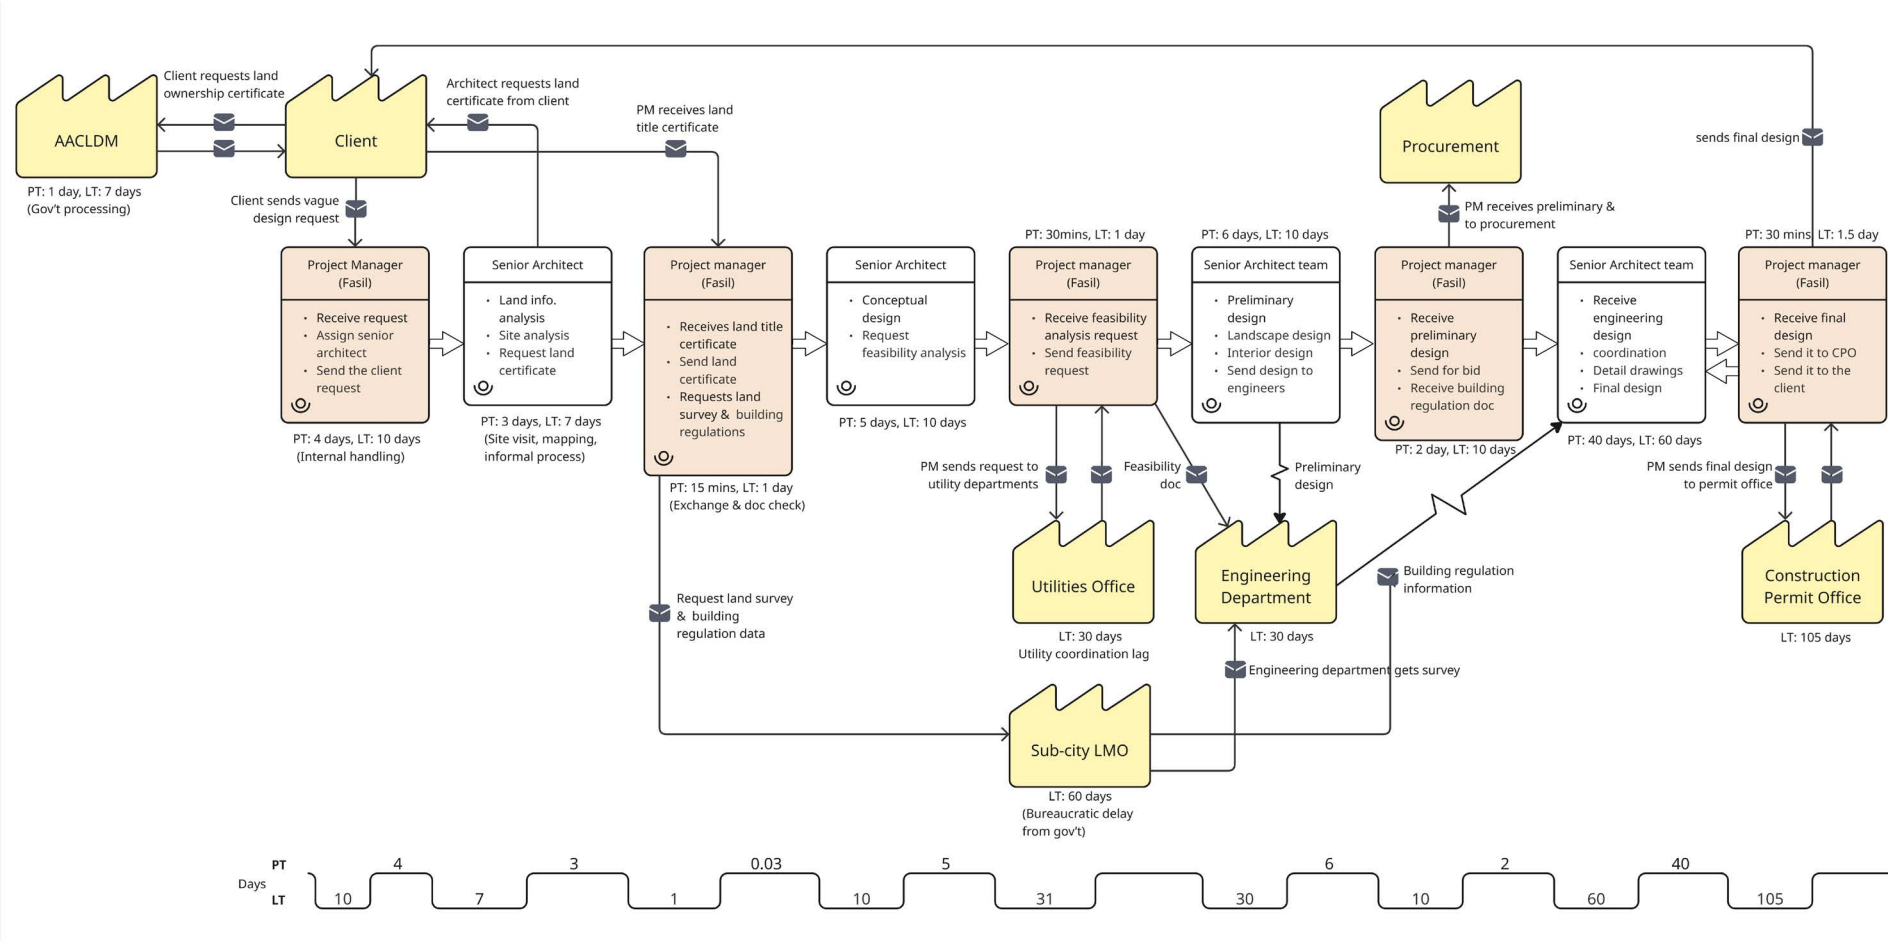 Client requests land
ownership certificate
AACLDM
PT: 1 day, LT: 7 days
(Gov't processing)
Client
Architect requests land
certificate from client
PM receives land
title certificate
Client sends vague
design request
Procurement
PM receives preliminary &
to procurement
sends final design
Project Manager
(Fasil)
• Receive request
• Assign senior
architect
• Send the client
request
PT: 4 days, LT: 10 days
(Internal handling)
Senior Architect
• Land info.
analysis
• Site analysis
• Request land
certificate
PT: 3 days, LT: 7 days
(Site visit, mapping,
informal process)
Project manager
(Fasil)
• Receives land title
certificate
• Send land
certificate
• Requests land
survey & building
regulations
PT: 15 mins, LT: 1 day
(Exchange & doc check)
Senior Architect
• Conceptual
design
• Request
feasibility analysis
PT: 5 days, LT: 10 days
PT: 30mins, LT: 1 day
Project manager
(Fasil)
• Receive feasibility
analysis request
• Send feasibility
request
PT: 6 days, LT: 10 days
Senior Architect team
• Preliminary
design
• Landscape design
• Interior design
• Send design to
engineers
Project manager
(Fasil)
• Receive
preliminary
design
• Send for bid
• Receive building
regulation doc
PT: 2 day, LT: 10 days
Senior Architect team
• Receive
engineering
design
• coordination
• Detail drawings
• Final design
PT: 40 days, LT: 60 days
PT: 30 mins, LT: 1.5 day
Project manager
(Fasil)
• Receive final
design
• Send it to CPO
• Send it to the
client
PM sends request to
utility departments
Feasibility
doc
Preliminary
design
PM sends final design
to permit office
Utilities Office
LT: 30 days
Utility coordination lag
Engineering
Department
LT: 30 days
Building regulation
information
Construction
Permit Office
LT: 105 days
Request land survey
& building
regulation data
Engineering department gets survey
Sub-city LMO
LT: 60 days
(Bureaucratic delay
from gov't)
PT 4 3 0.03 5 6 2 40
Days
LT 10 7 1 10 31 30 10 60 105